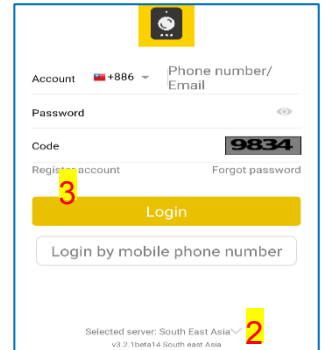 Account +886 Phone number/
Email
Password
Code 9834
Register account Forgot password
3
Login
Login by mobile phone number
Selected server: South East Asia 2
v3.2.1beta14 South east Asia